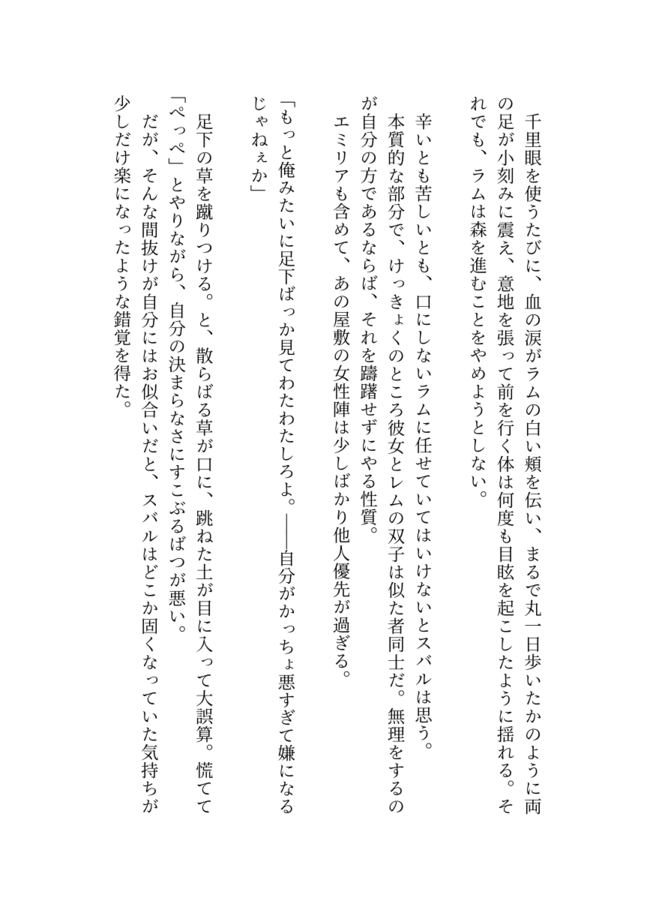 千里眼を使うたびに、血の涙がラムの白い頬を伝い、まるで丸一日歩いたかのように両
の足が小刻みに震え、意地を張って前を行く体は何度も目眩を起こしたように揺れる。そ
れでも、ラムは森を進むことをやめようとしない。
辛いとも苦しいとも、口にしないラムに任せていてはいけないとスバルは思う。
本質的な部分で、けっきょくのところ彼女とレムの双子は似た者同士だ。無理をするの
が自分の方であるならば、それを躊躇せずにやる性質。
エミリアも含めて、あの屋敷の女性陣は少しばかり他人優先が過ぎる。
「もっと俺みたいに足下ばっか見てわたわたしろよ。――自分がかっちょ悪すぎて嫌になる
じゃねぇか」
足下の草を蹴りつける。と、散らばる草が口に、跳ねた土が目に入って大誤算。慌てて
「ぺっぺ」とやりながら、自分の決まらなさにすこぶるばつが悪い。
だが、そんな間抜けが自分にはお似合いだと、スバルはどこか固くなっていた気持ちが
少しだけ楽になったような錯覚を得た。